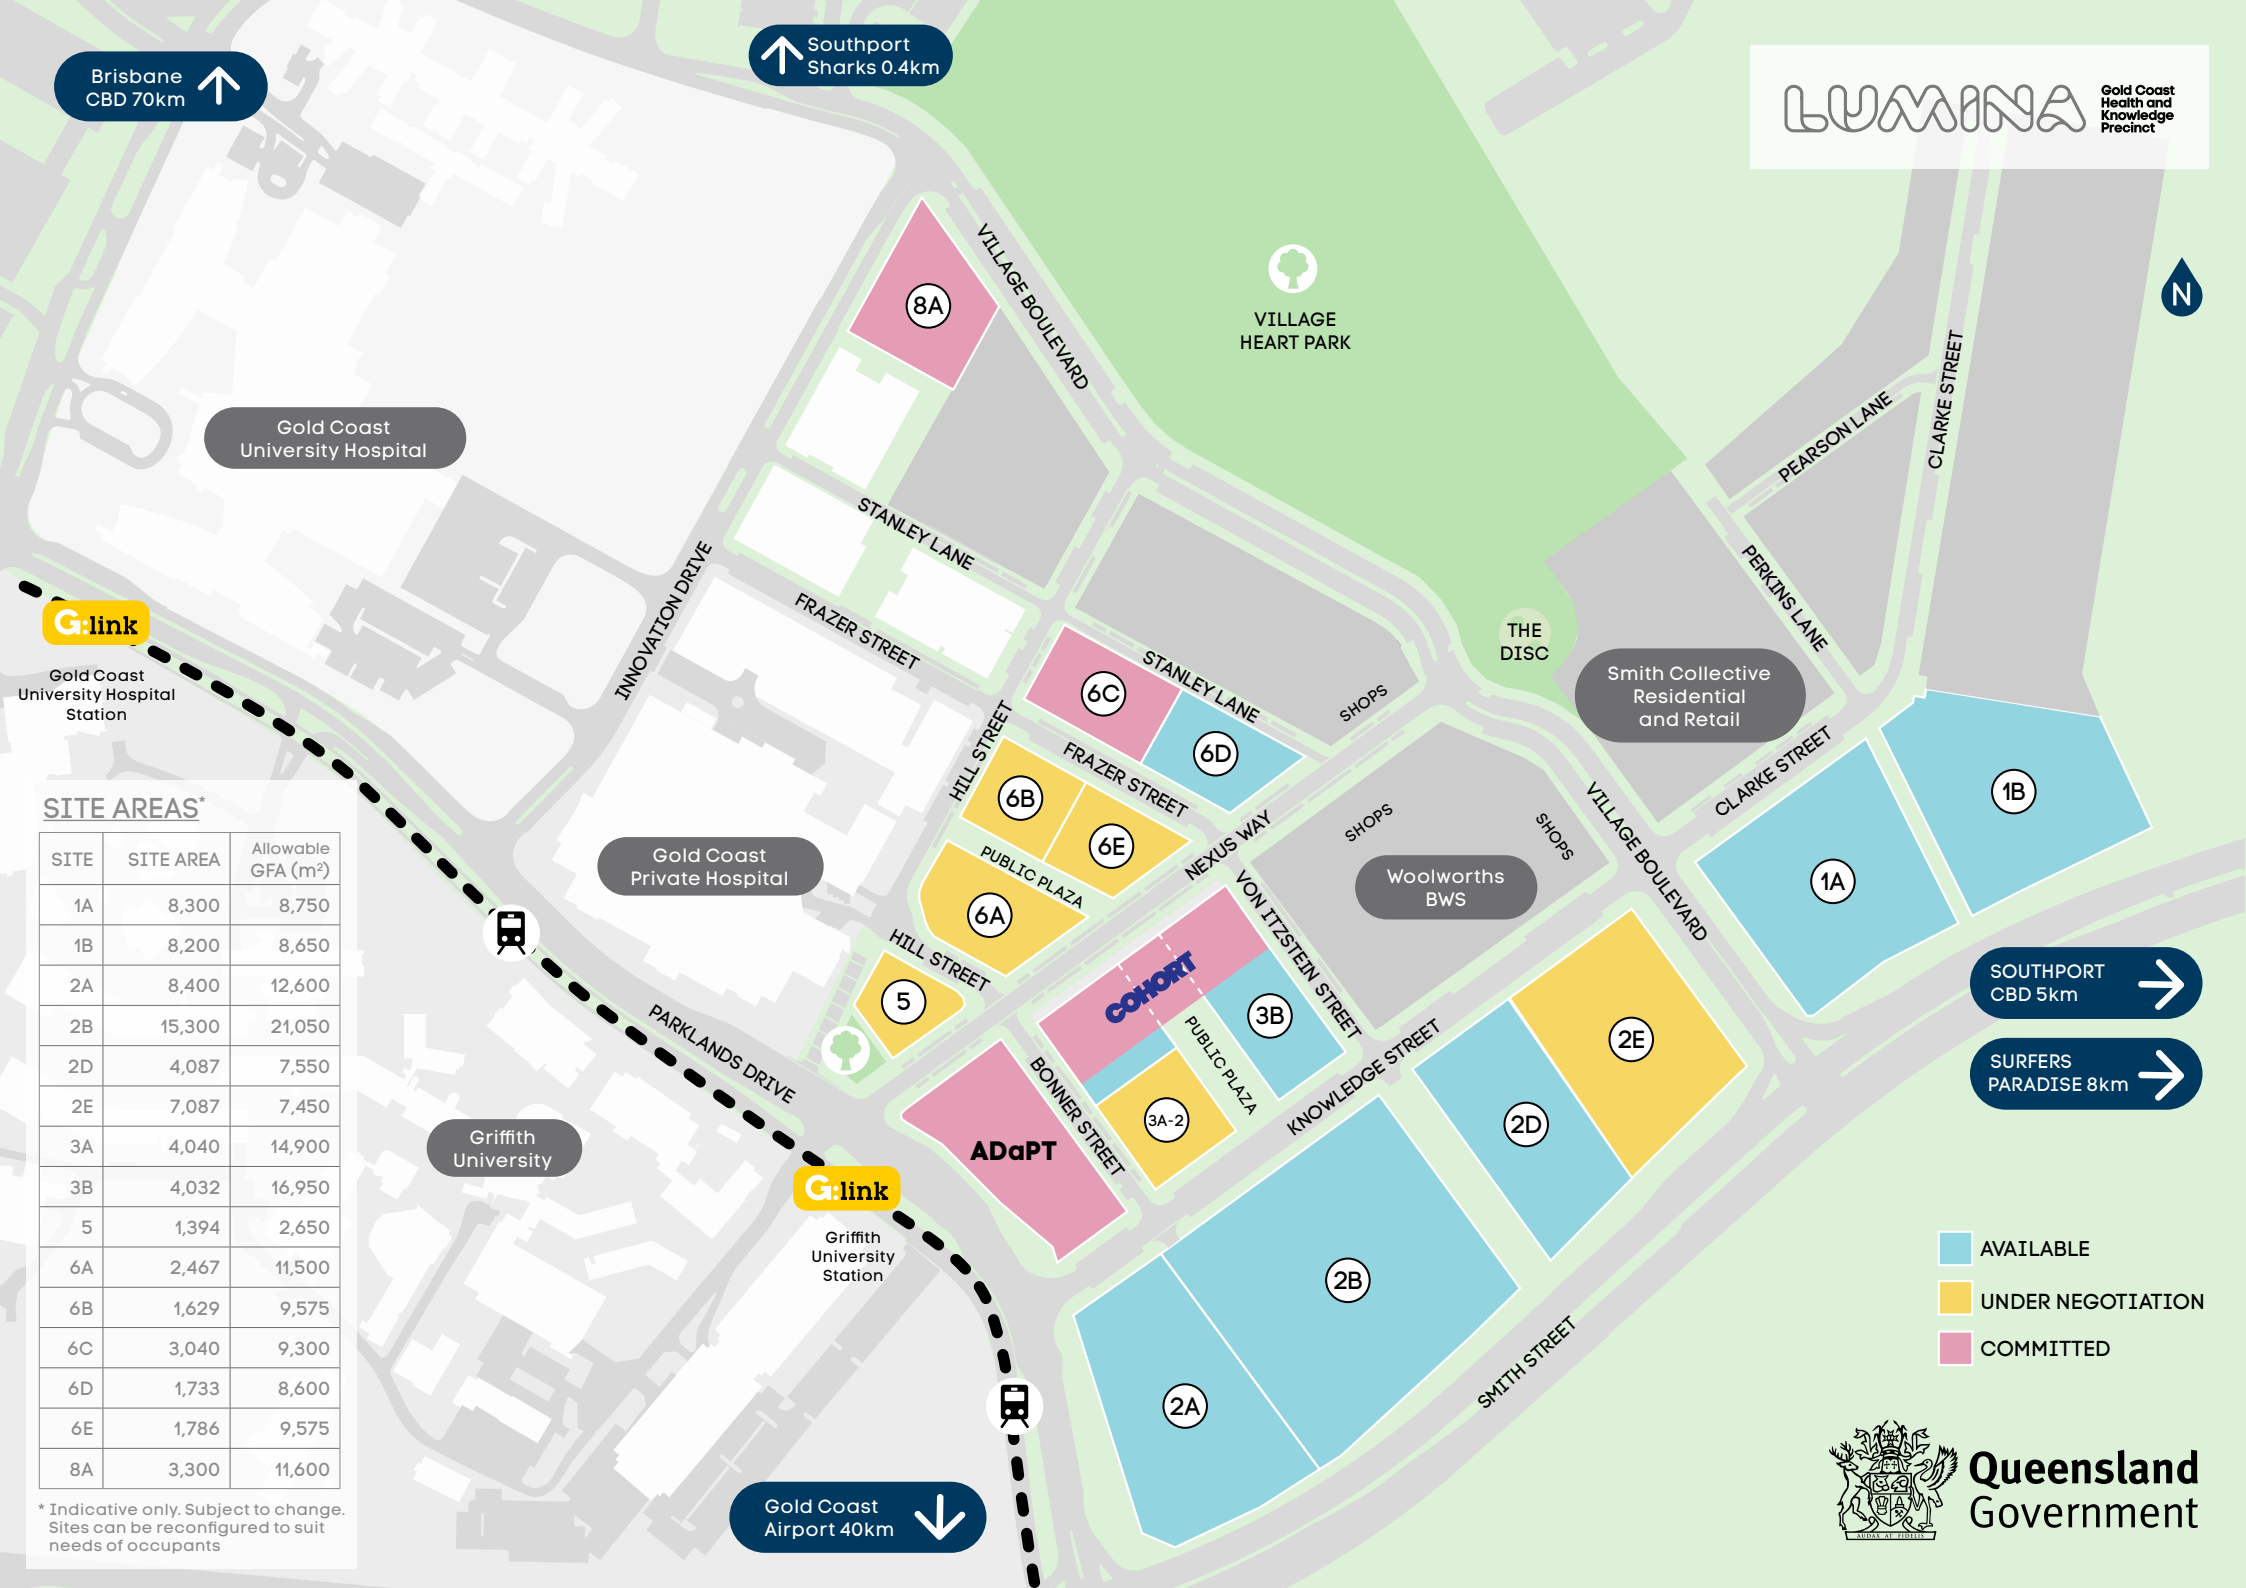 Brisbane
CBD 70km
Southport
Sharks 0.4km
LUMINA
Gold Coast
Health and
Knowledge
Precinct
N
8A
VILLAGE BOULEVARD
VILLAGE
HEART PARK
CLARKE STREET
PEARSON LANE
Gold Coast
University Hospital
STANLEY LANE
INNOVATION DRIVE
FRAZER STREET
PERKINS LANE
G:link
Gold Coast
University Hospital
Station
THE
DISC
6C
STANLEY LANE
SHOPS
Smith Collective
Residential
and Retail
6D
HILL STREET
FRAZER STREET
CLARKE STREET
1B
6B
6E
NEXUS WAY
SHOPS
SHOPS
VILLAGE BOULEVARD
Gold Coast
Private Hospital
PUBLIC PLAZA
Woolworths
BWS
1A
6A
VON ITZSTEIN STREET
HILL STREET
COHORT
5
3B
PUBLIC PLAZA
2E
SOUTHPORT
CBD 5km
SURFERS
PARADISE 8km
PARKLANDS DRIVE
BONNER STREET
KNOWLEDGE STREET
3A-2
2D
ADaPT
Griffith
University
G:link
Griffith
University
Station
2B
2A
SMITH STREET
AVAILABLE
UNDER NEGOTIATION
COMMITTED
Gold Coast
Airport 40km
AUDAX AT FIDELIS
Queensland
Government
SITE AREAS*
SITE SITE AREA Allowable GFA (m²)
1A 8,300 8,750
1B 8,200 8,650
2A 8,400 12,600
2B 15,300 21,050
2D 4,087 7,550
2E 7,087 7,450
3A 4,040 14,900
3B 4,032 16,950
5 1,394 2,650
6A 2,467 11,500
6B 1,629 9,575
6C 3,040 9,300
6D 1,733 8,600
6E 1,786 9,575
8A 3,300 11,600
* Indicative only. Subject to change.
Sites can be reconfigured to suit
needs of occupants